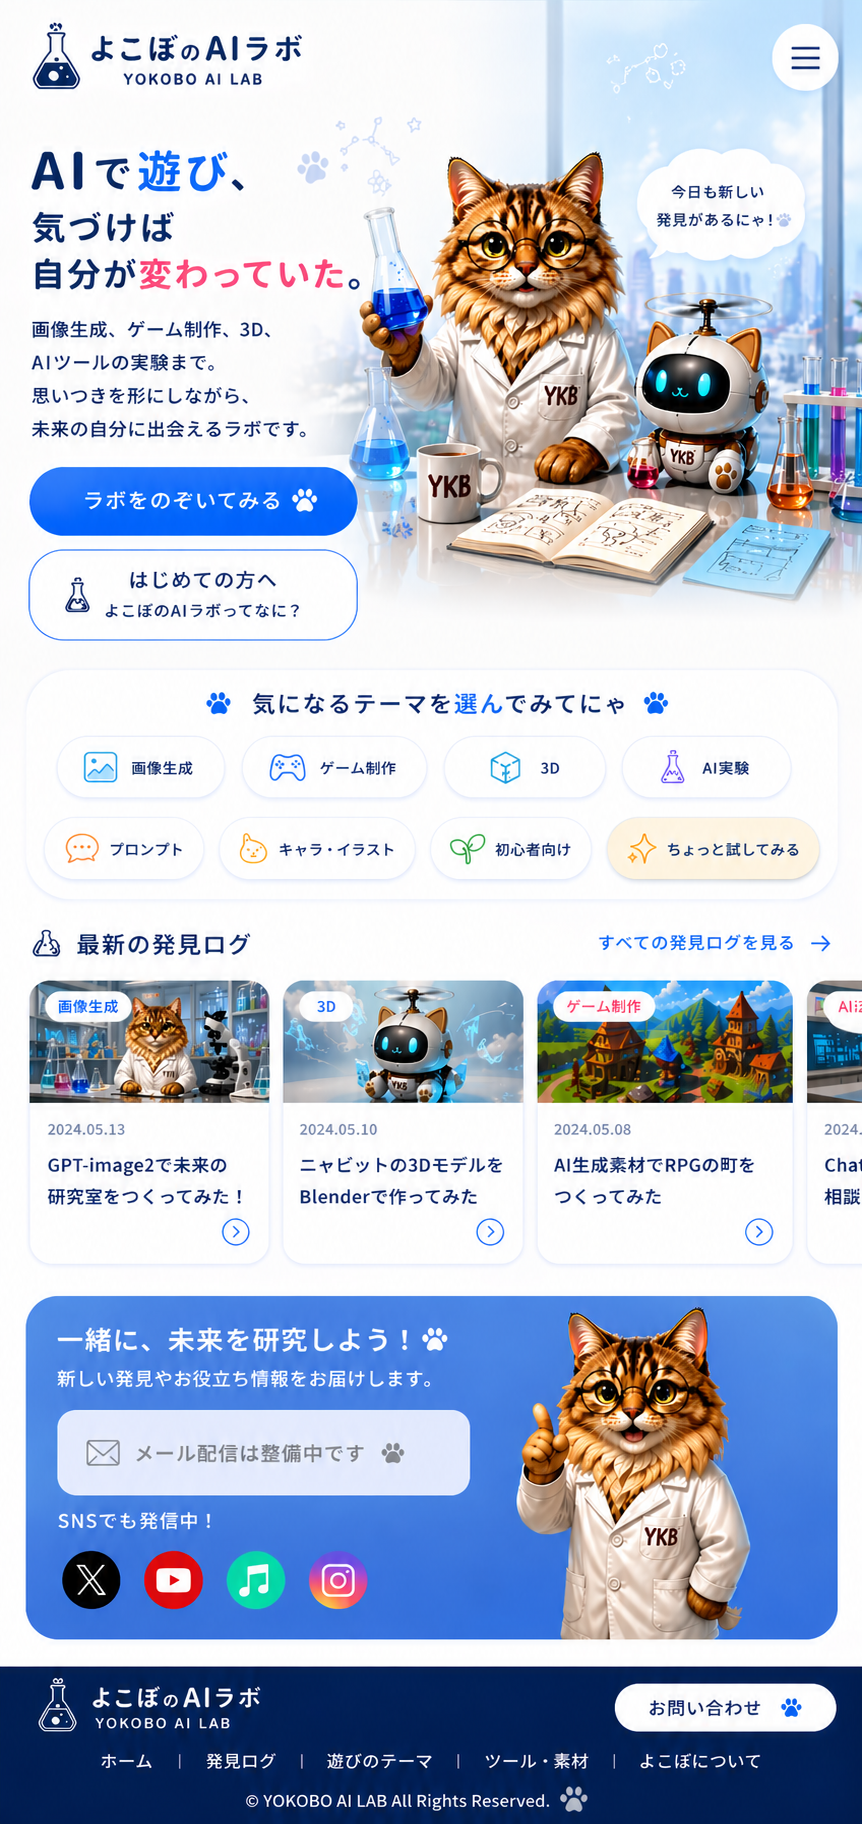 よこぼのAIラボ
YOKOBO AI LAB
AIで遊び、
気づけば
自分が変わっていた。
今日も新しい
発見があるにゃ!
画像生成、ゲーム制作、3D、
AIツールの実験まで。
思いつきを形にしながら、
未来の自分に出会えるラボです。
YKB
YKB
YKB
ラボをのぞいてみる
はじめての方へ
よこぼのAIラボってなに？
気になるテーマを選んでみてにゃ
画像生成
ゲーム制作
3D
AI実験
プロンプト
キャラ・イラスト
初心者向け
ちょっと試してみる
最新の発見ログ
すべての発見ログを見る
画像生成
2024.05.13
GPT-image2で未来の
研究室をつくってみた！
3D
YKB
2024.05.10
ニャビットの3Dモデルを
Blenderで作ってみた
ゲーム制作
2024.05.08
AI生成素材でRPGの町を
つくってみた
2024.
相談
一緒に、未来を研究しよう！
新しい発見やお役立ち情報をお届けします。
メール配信は整備中です
SNSでも発信中！
YKB
よこぼのAIラボ
YOKOBO AI LAB
お問い合わせ
ホーム | 発見ログ | 遊びのテーマ | ツール・素材 | よこぼについて
© YOKOBO AI LAB All Rights Reserved.